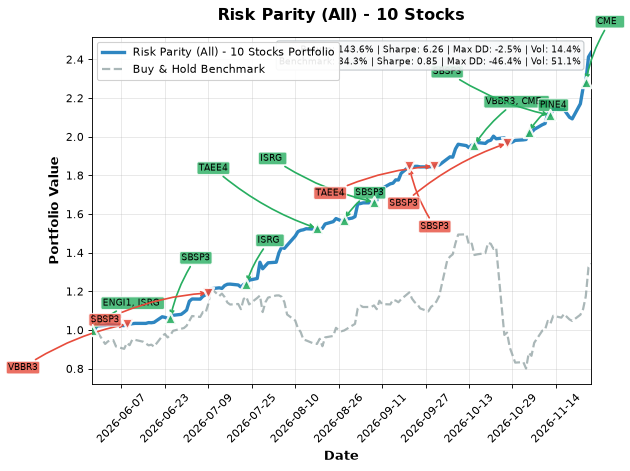 Risk Parity (All) - 10 Stocks
CME
Risk Parity (All) - 10 Stocks Portfolio
Buy & Hold Benchmark
143.6% | Sharpe: 6.26 | Max DD: -2.5% | Vol: 14.4%
Benchmark: 34.3% | Sharpe: 0.85 | Max DD: -46.4% | Vol: 51.1%
SBSP3
VBBR3, CME
PINE4
ISRG
TAEE4
TAEE4
SBSP3
SBSP3
SBSP3
ISRG
SBSP3
ENGI1, ISRG
SBSP3
VBBR3
Portfolio Value
2.4
2.2
2.0
1.8
1.6
1.4
1.2
1.0
0.8
2026-06-07
2026-06-23
2026-07-09
2026-07-25
2026-08-10
2026-08-26
2026-09-11
2026-09-27
2026-10-13
2026-10-29
2026-11-14
Date